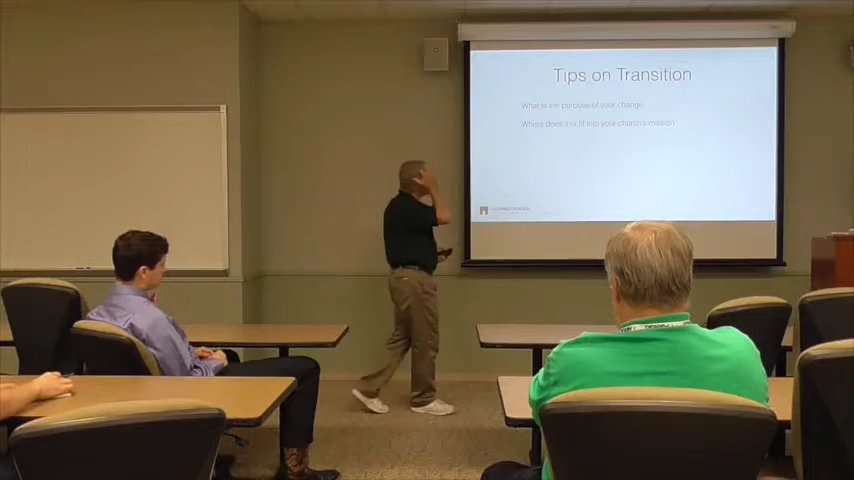 Tips on Transition
What is the purpose of your change
Where does this fit into your church's mission